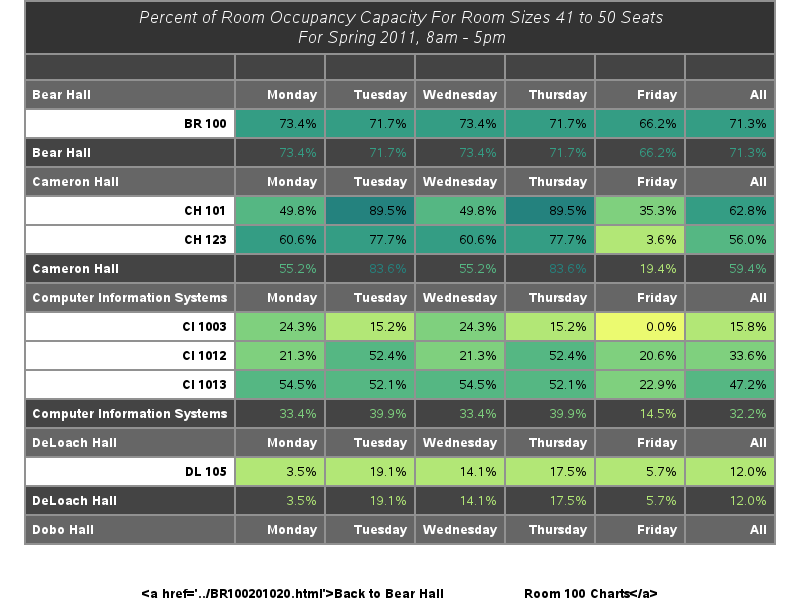 Percent of Room Occupancy Capacity For Room Sizes 41 to 50 Seats
For Spring 2011, 8am - 5pm
Bear Hall Monday Tuesday Wednesday Thursday Friday All
BR 100 73.4% 71.7% 73.4% 71.7% 66.2% 71.3%
Bear Hall 73.4% 71.7% 73.4% 71.7% 66.2% 71.3%
Cameron Hall Monday Tuesday Wednesday Thursday Friday All
CH 101 49.8% 89.5% 49.8% 89.5% 35.3% 62.8%
CH 123 60.6% 77.7% 60.6% 77.7% 3.6% 56.0%
Cameron Hall 55.2% 83.6% 55.2% 83.6% 19.4% 59.4%
Computer Information Systems Monday Tuesday Wednesday Thursday Friday All
CI 1003 24.3% 15.2% 24.3% 15.2% 0.0% 15.8%
CI 1012 21.3% 52.4% 21.3% 52.4% 20.6% 33.6%
CI 1013 54.5% 52.1% 54.5% 52.1% 22.9% 47.2%
Computer Information Systems 33.4% 39.9% 33.4% 39.9% 14.5% 32.2%
DeLoach Hall Monday Tuesday Wednesday Thursday Friday All
DL 105 3.5% 19.1% 14.1% 17.5% 5.7% 12.0%
DeLoach Hall 3.5% 19.1% 14.1% 17.5% 5.7% 12.0%
Dobo Hall Monday Tuesday Wednesday Thursday Friday All
<a href='../BR100201020.html'>Back to Bear Hall Room 100 Charts</a>